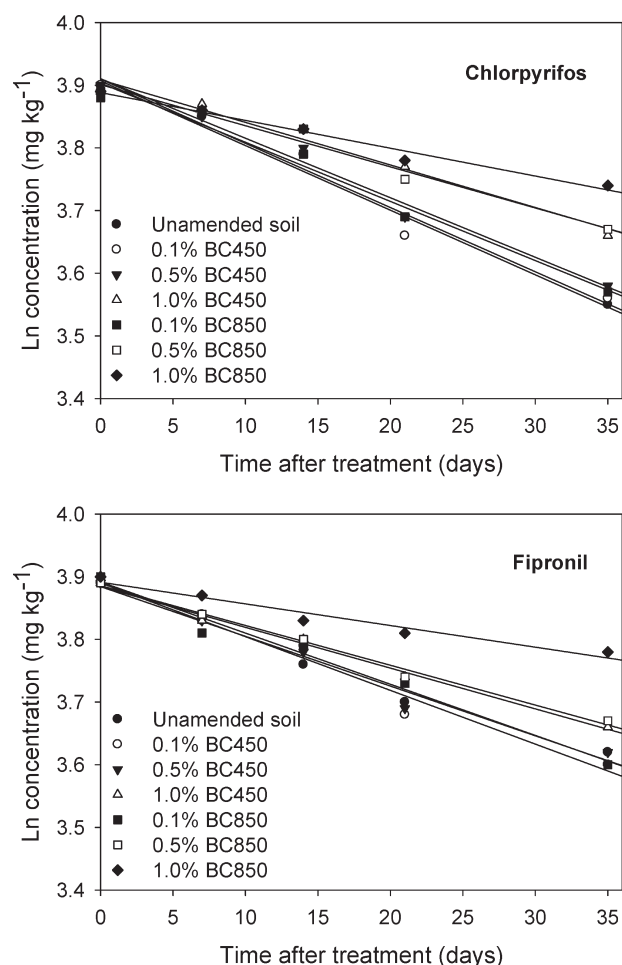 4.0
Chlorpyrifos
3.9
3.8
3.7
3.6
3.5
3.4
Ln concentration (mg kg⁻¹)
Unamended soil
0.1% BC450
0.5% BC450
1.0% BC450
0.1% BC850
0.5% BC850
1.0% BC850
0 5 10 15 20 25 30 35
Time after treatment (days)
4.0
Fipronil
3.9
3.8
3.7
3.6
3.5
3.4
Ln concentration (mg kg⁻¹)
Unamended soil
0.1% BC450
0.5% BC450
1.0% BC450
0.1% BC850
0.5% BC850
1.0% BC850
0 5 10 15 20 25 30 35
Time after treatment (days)